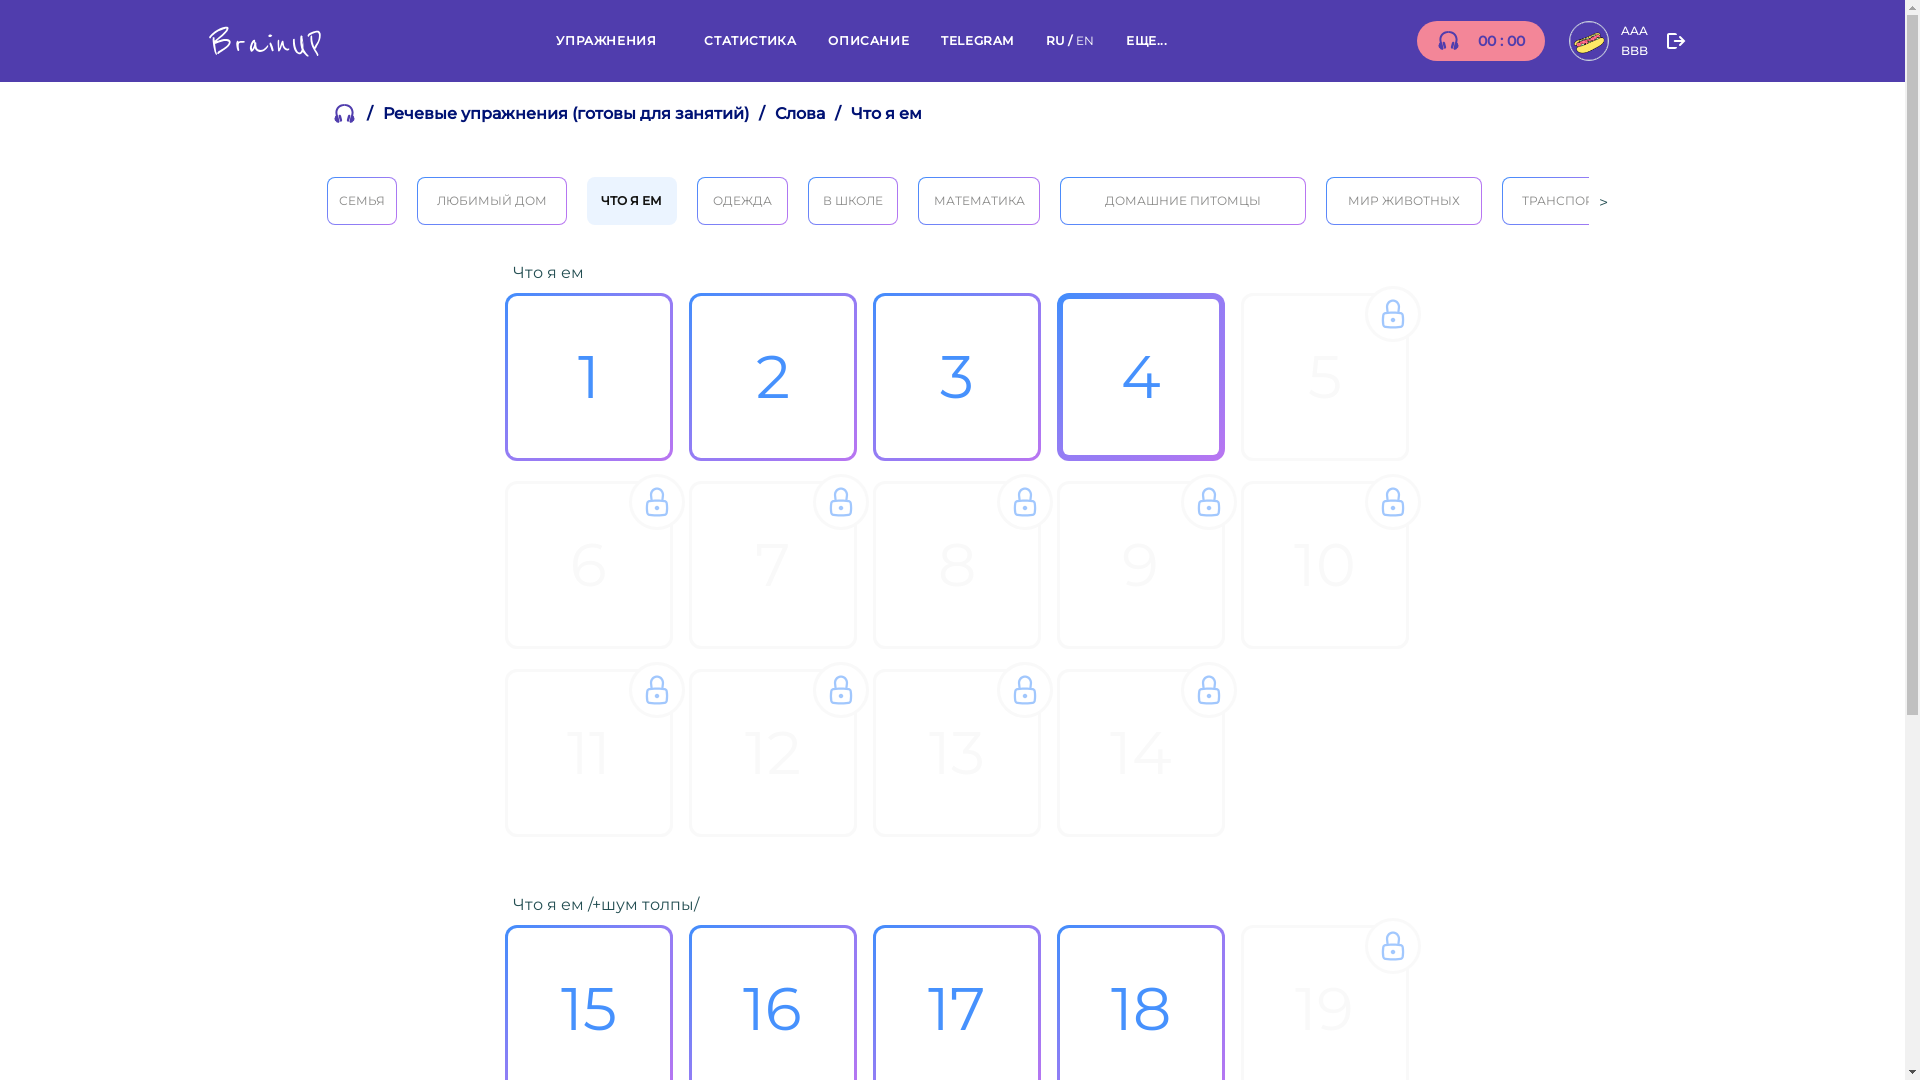 BrainUP
УПРАЖНЕНИЯ СТАТИСТИКА ОПИСАНИЕ TELEGRAM RU / EN ЕЩЕ...
00 : 00
AAA
BBB
/ Речевые упражнения (готовы для занятий) / Слова / Что я ем
СЕМЬЯ ЛЮБИМЫЙ ДОМ ЧТО Я ЕМ ОДЕЖДА В ШКОЛЕ МАТЕМАТИКА ДОМАШНИЕ ПИТОМЦЫ МИР ЖИВОТНЫХ ТРАНСПОР >
Что я ем
1 2 3 4 5
6 7 8 9 10
11 12 13 14
Что я ем /+шум толпы/
15 16 17 18 19